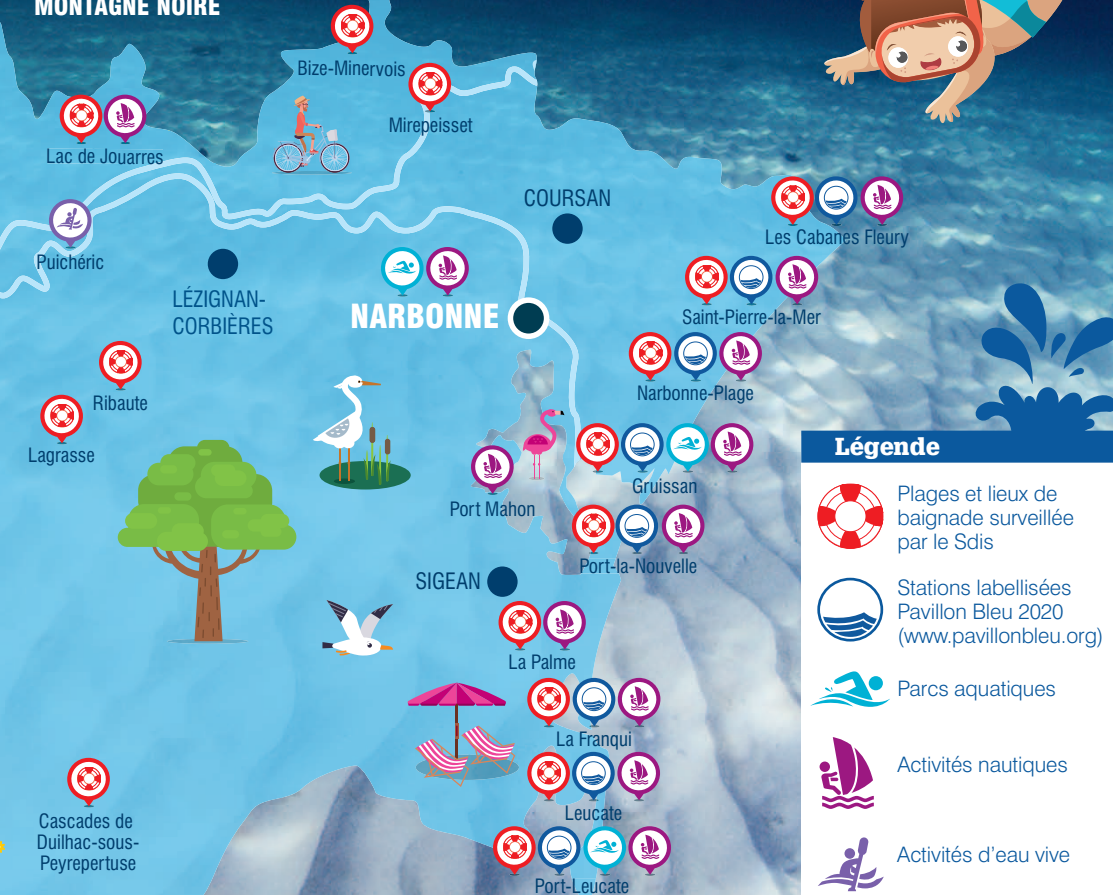 MONTAGNE NOIRE
Bize-Minervois
Mirepeisset
Lac de Jouarres
COURSAN
Les Cabanes Fleury
Puichéric
LÉZIGNAN-
CORBIÈRES
NARBONNE
Saint-Pierre-la-Mer
Narbonne-Plage
Ribaute
Lagrasse
Gruissan
Port Mahon
Port-la-Nouvelle
SIGEAN
La Palme
La Franqui
Leucate
Cascades de
Duilhac-sous-
Peyrepertuse
Port-Leucate
Légende
Plages et lieux de
baignade surveillée
par le Sdis
Stations labellisées
Pavillon Bleu 2020
(www.pavillonbleu.org)
Parcs aquatiques
Activités nautiques
Activités d'eau vive